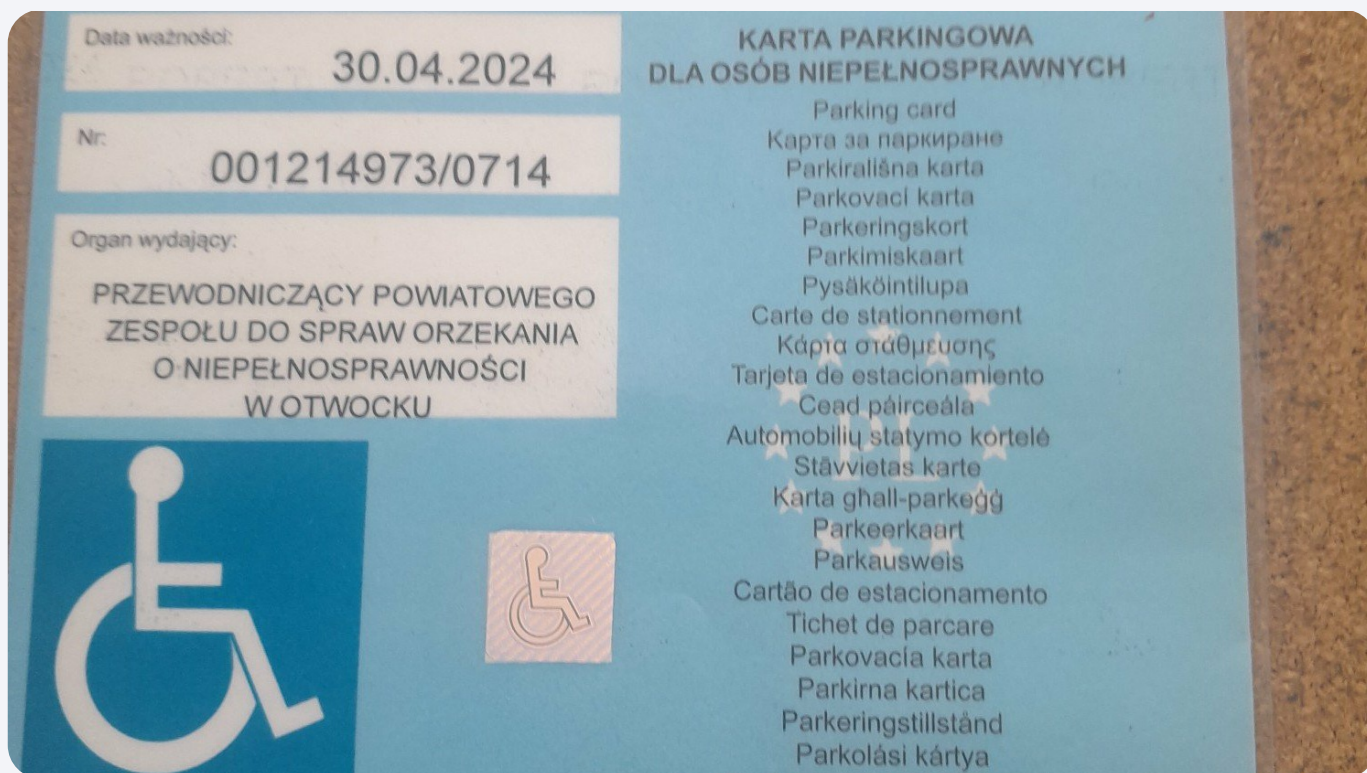 Data ważności:
30.04.2024
Nr:
001214973/0714
Organ wydający:
PRZEWODNICZĄCY POWIATOWEGO
ZESPOŁU DO SPRAW ORZEKANIA
O NIEPEŁNOSPRAWNOŚCI
W OTWOCKU
KARTA PARKINGOWA
DLA OSÓB NIEPEŁNOSPRAWNYCH
Parking card
Карта за паркиране
Parkirališna karta
Parkovací karta
Parkeringskort
Parkimiskaart
Pysäköintilupa
Carte de stationnement
Κάρτα στάθμευσης
Tarjeta de estacionamiento
Cead páirceála
Automobilių statymo kortelė
Stāvvietas karte
Karta għall-parkeġġ
Parkeerkaart
Parkausweis
Cartão de estacionamento
Tichet de parcare
Parkovacia karta
Parkirna kartica
Parkeringstillstånd
Parkolási kártya
PL